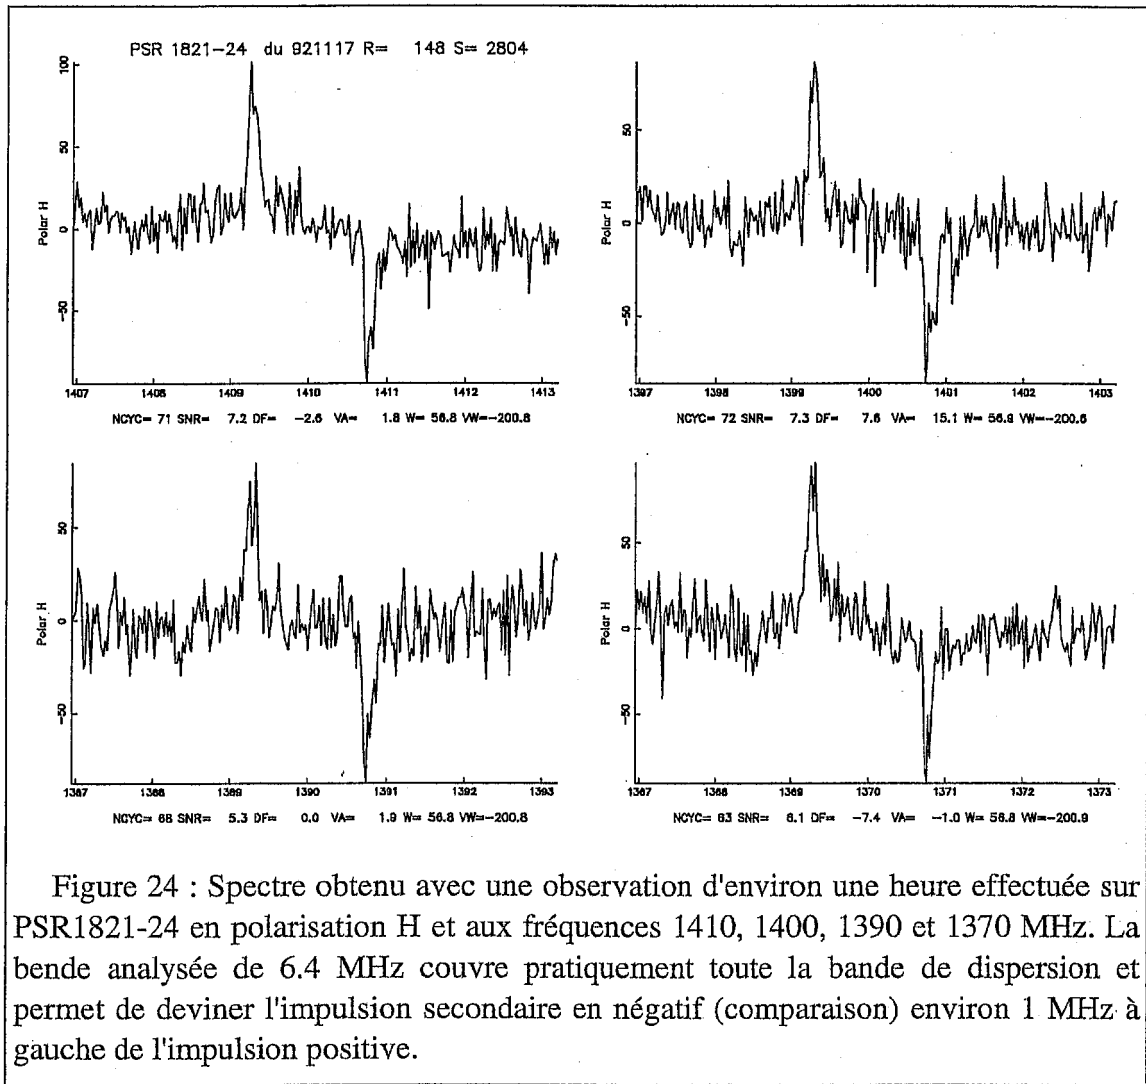 PSR 1821-24 du 921117 R= 148 S= 2804
100
50
0
-50
Polar H
1407 1408 1409 1410 1411 1412 1413
NCYC= 71 SNR= 7.2 DF= -2.6 VA= 1.8 W= 56.8 VW=-200.8
50
0
-50
Polar H
1397 1398 1399 1400 1401 1402 1403
NCYC= 72 SNR= 7.3 DF= 7.6 VA= 15.1 W= 56.9 VW=-200.6
50
0
-50
Polar H
1387 1388 1389 1390 1391 1392 1393
NCYC= 68 SNR= 5.3 DF= 0.0 VA= 1.9 W= 56.8 VW=-200.8
50
0
-50
Polar H
1367 1368 1369 1370 1371 1372 1373
NCYC= 63 SNR= 6.1 DF= -7.4 VA= -1.0 W= 56.8 VW=-200.9
Figure 24 : Spectre obtenu avec une observation d'environ une heure effectuée sur
PSR1821-24 en polarisation H et aux fréquences 1410, 1400, 1390 et 1370 MHz. La
bende analysée de 6.4 MHz couvre pratiquement toute la bande de dispersion et
permet de deviner l'impulsion secondaire en négatif (comparaison) environ 1 MHz à
gauche de l'impulsion positive.